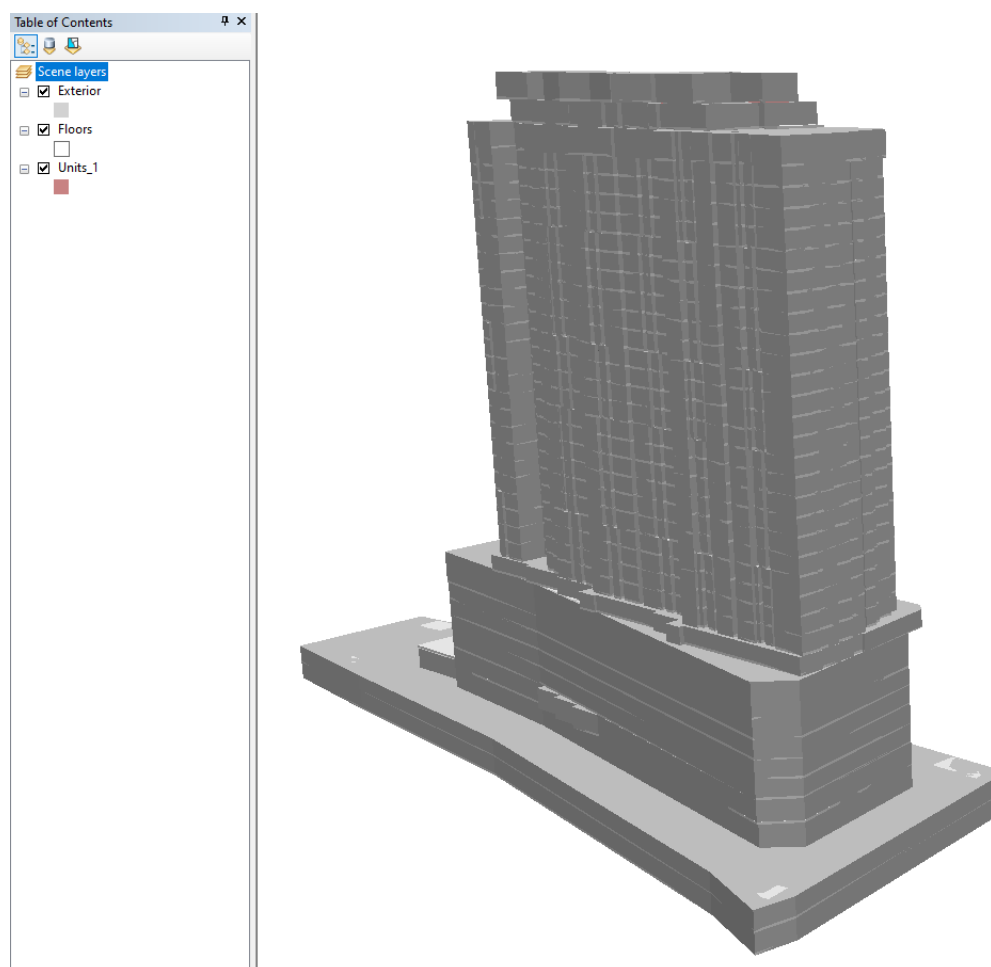 Table of Contents
Scene layers
Exterior
Floors
Units_1